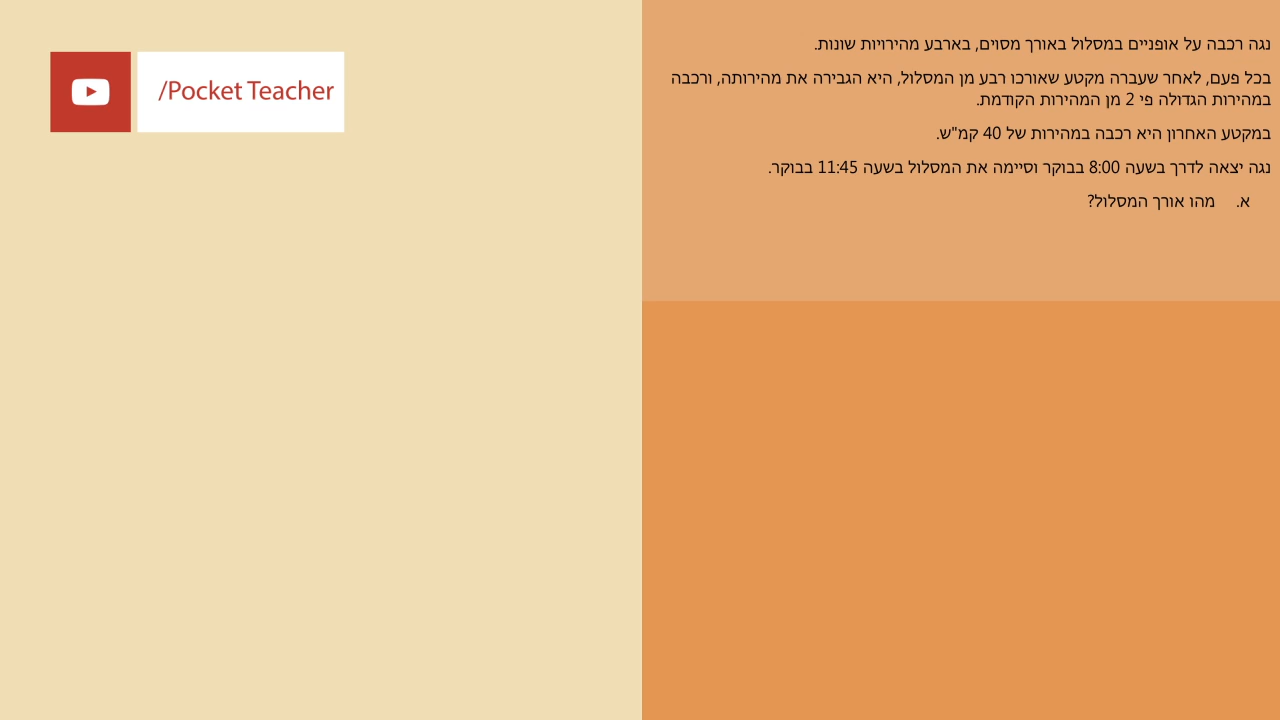 /Pocket Teacher
נגה רכבה על אופניים במסלול באורך מסוים, בארבע מהירויות שונות.
בכל פעם, לאחר שעברה מקטע שאורכו רבע מן המסלול, היא הגבירה את מהירותה, ורכבה
במהירות הגדולה פי 2 מן המהירות הקודמת.
במקטע האחרון היא רכבה במהירות של 40 קמ"ש.
נגה יצאה לדרך בשעה 8:00 בבוקר וסיימה את המסלול בשעה 11:45 בבוקר.
א. מהו אורך המסלול?